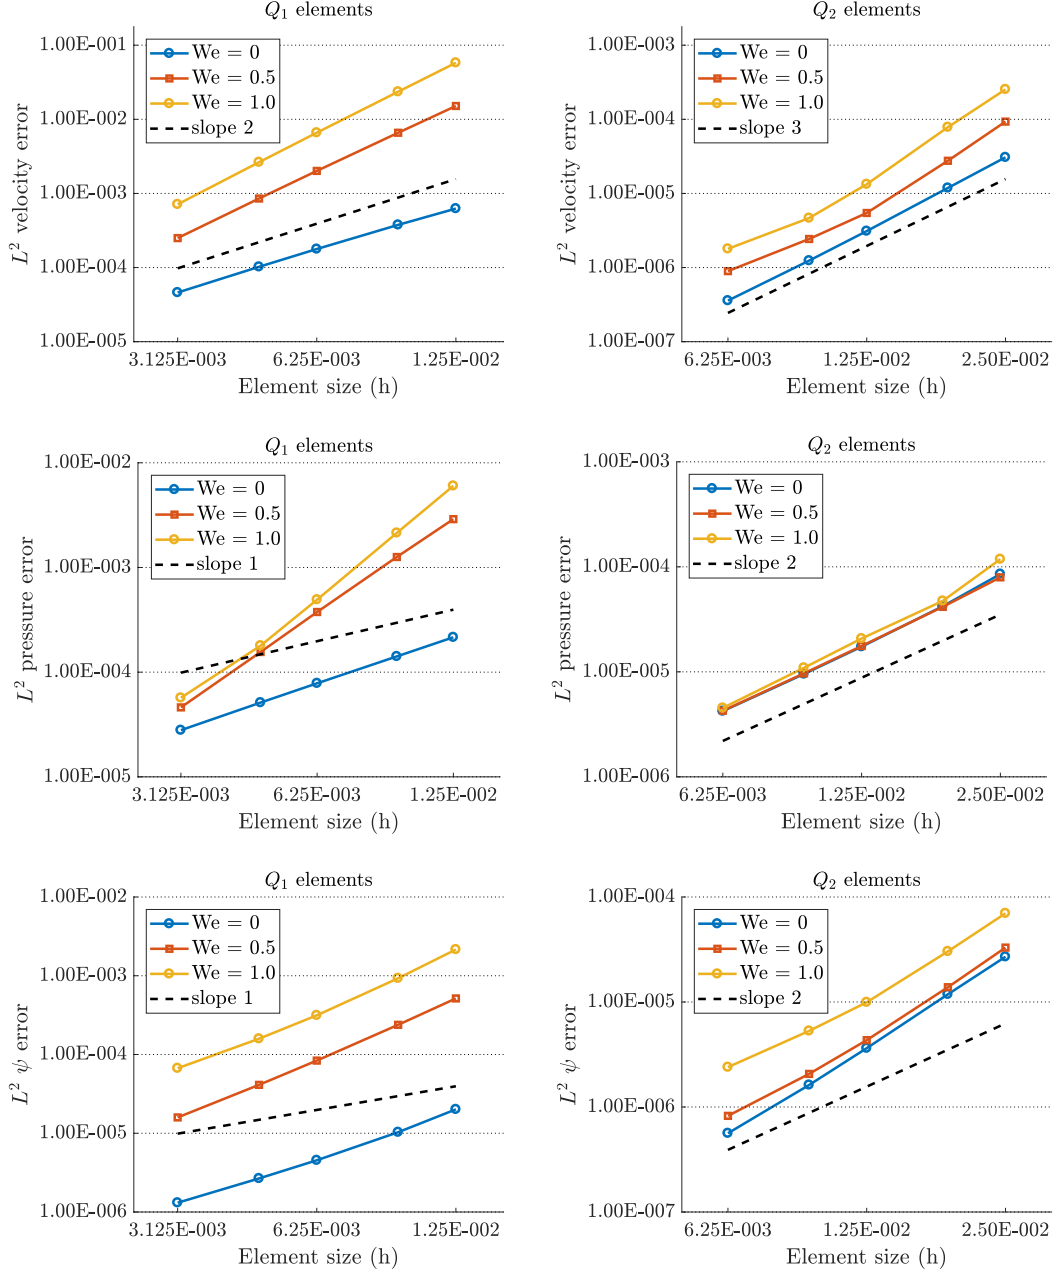 Q1 elements
1.00E-001
1.00E-002
1.00E-003
1.00E-004
1.00E-005
L2 velocity error
We = 0
We = 0.5
We = 1.0
slope 2
3.125E-003 6.25E-003 1.25E-002
Element size (h)
Q2 elements
1.00E-003
1.00E-004
1.00E-005
1.00E-006
1.00E-007
L2 velocity error
We = 0
We = 0.5
We = 1.0
slope 3
6.25E-003 1.25E-002 2.50E-002
Element size (h)
Q1 elements
1.00E-002
1.00E-003
1.00E-004
1.00E-005
L2 pressure error
We = 0
We = 0.5
We = 1.0
slope 1
3.125E-003 6.25E-003 1.25E-002
Element size (h)
Q2 elements
1.00E-003
1.00E-004
1.00E-005
1.00E-006
L2 pressure error
We = 0
We = 0.5
We = 1.0
slope 2
6.25E-003 1.25E-002 2.50E-002
Element size (h)
Q1 elements
1.00E-002
1.00E-003
1.00E-004
1.00E-005
1.00E-006
L2 ψ error
We = 0
We = 0.5
We = 1.0
slope 1
3.125E-003 6.25E-003 1.25E-002
Element size (h)
Q2 elements
1.00E-004
1.00E-005
1.00E-006
1.00E-007
L2 ψ error
We = 0
We = 0.5
We = 1.0
slope 2
6.25E-003 1.25E-002 2.50E-002
Element size (h)